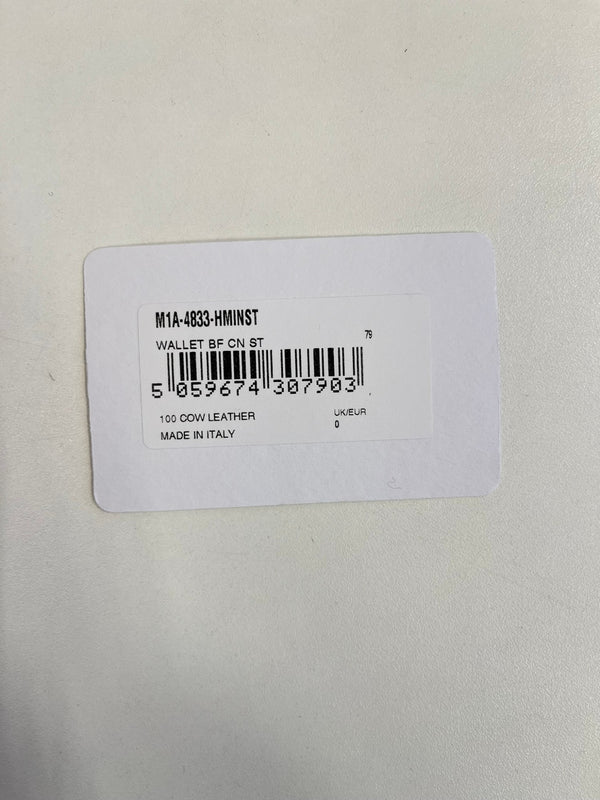 M1A-4833-HMINST
WALLET BF CN ST
79
5 059674 307903
100 COW LEATHER
UK/EUR
MADE IN ITALY
0